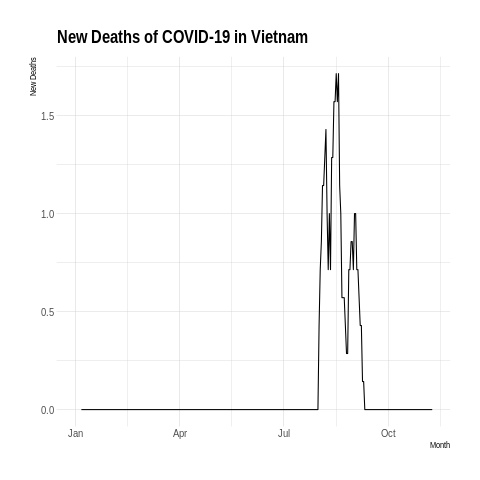 New Deaths of COVID-19 in Vietnam
New Deaths
1.5
1.0
0.5
0.0
Jan Apr Jul Oct
Month